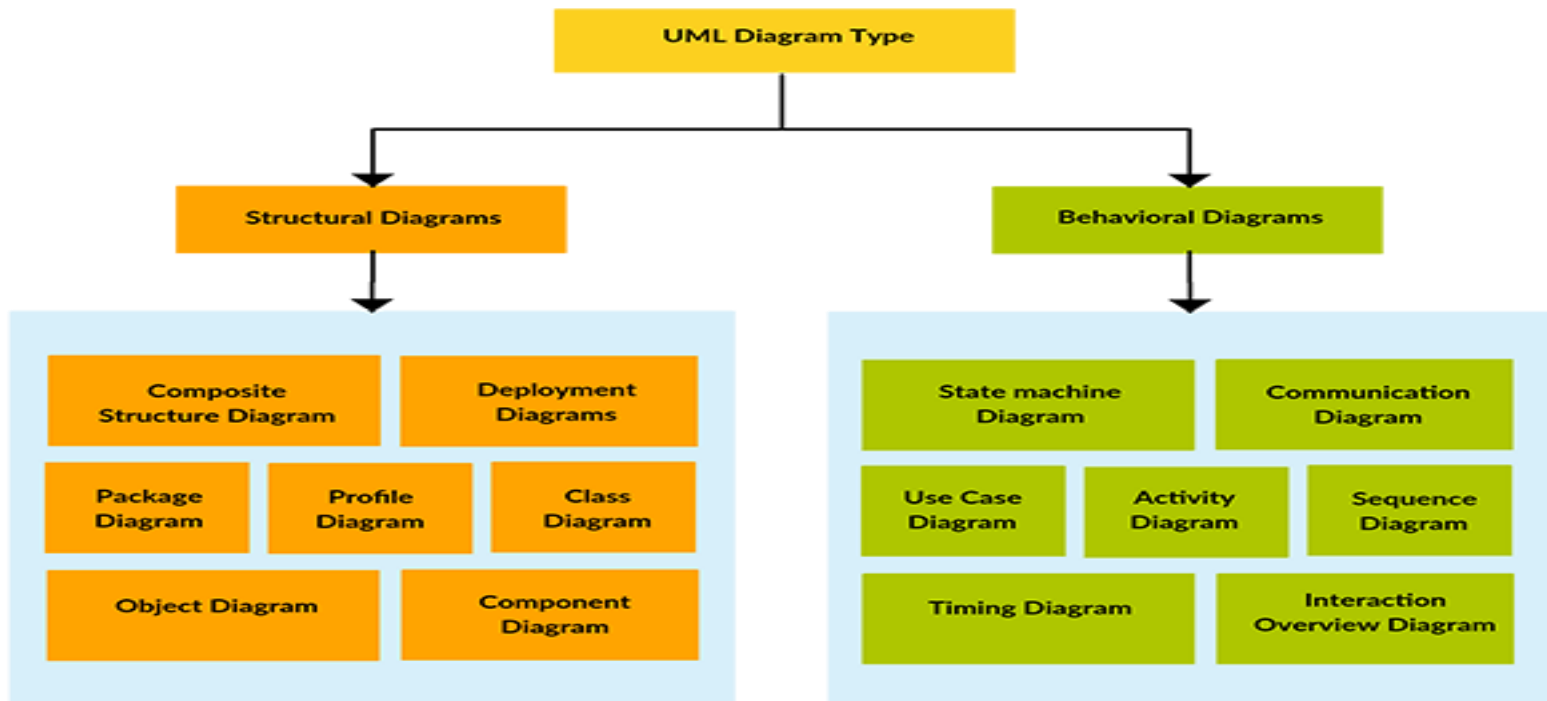 UML Diagram Type
Structural Diagrams
Behavioral Diagrams
Composite
Structure Diagram
Deployment
Diagrams
Package
Diagram
Profile
Diagram
Class
Diagram
Object Diagram
Component
Diagram
State machine
Diagram
Communication
Diagram
Use Case
Diagram
Activity
Diagram
Sequence
Diagram
Timing Diagram
Interaction
Overview Diagram